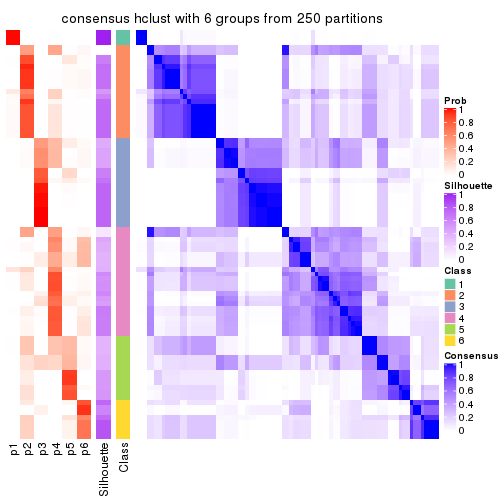 consensus hclust with 6 groups from 250 partitions
Prob
1
0.8
0.6
0.4
0.2
0
Silhouette
1
0.8
0.6
0.4
0.2
0
Class
1
2
3
4
5
6
Consensus
1
0.8
0.6
0.4
0.2
0
p1
p2
p3
p4
p5
p6
Silhouette
Class